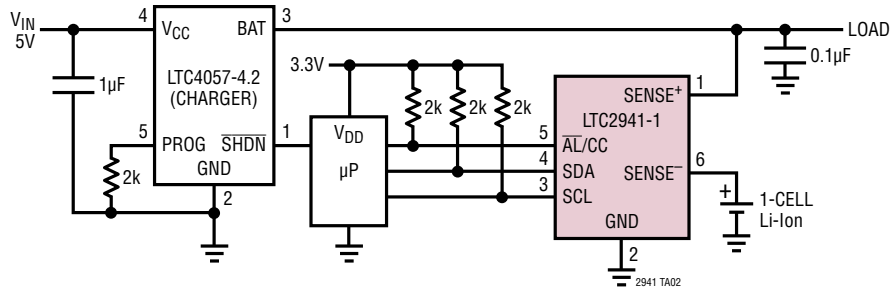 VIN
5V
4
VCC
BAT
3
LOAD
1µF
LTC4057-4.2
(CHARGER)
3.3V
2k
2k
2k
0.1µF
5
PROG
SHDN
1
GND
2
2k
VDD
µP
SENSE+
1
LTC2941-1
5
AL/CC
4
SDA
SENSE–
6
3
SCL
GND
2
+
1-CELL
Li-Ion
2941 TA02